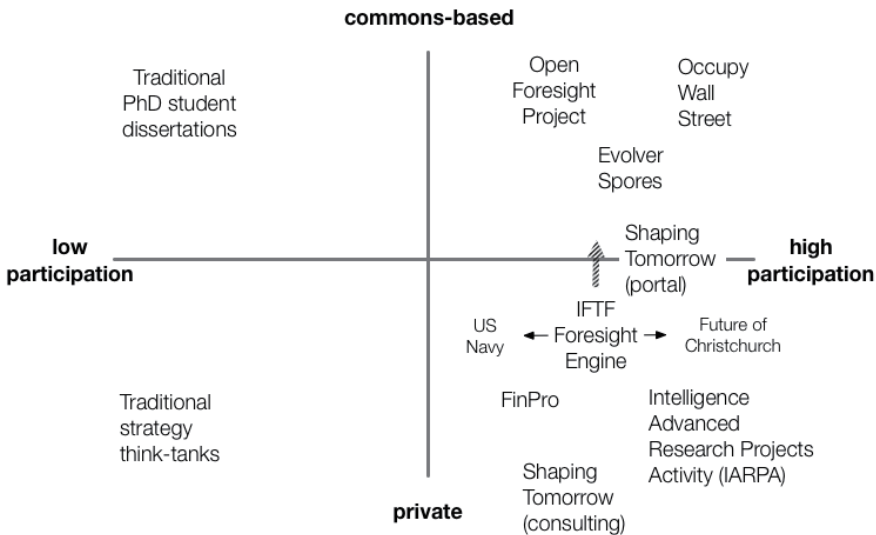 commons-based
Traditional
PhD student
dissertations
Open
Foresight
Project
Occupy
Wall
Street
Evolver
Spores
low
participation
Shaping
Tomorrow
(portal)
high
participation
US
Navy
IFTF
Foresight
Engine
Future of
Christchurch
Traditional
strategy
think-tanks
FinPro
Intelligence
Advanced
Research Projects
Activity (IARPA)
Shaping
Tomorrow
(consulting)
private